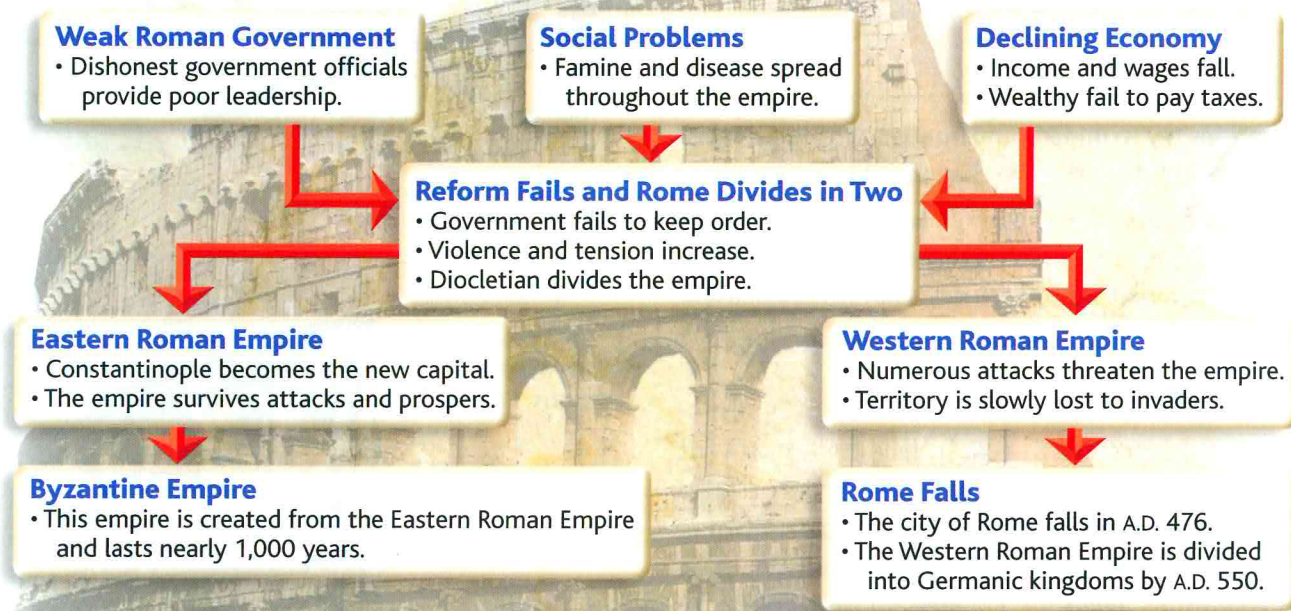 Weak Roman Government
• Dishonest government officials
provide poor leadership.
Social Problems
• Famine and disease spread
throughout the empire.
Declining Economy
• Income and wages fall.
• Wealthy fail to pay taxes.
Reform Fails and Rome Divides in Two
• Government fails to keep order.
• Violence and tension increase.
• Diocletian divides the empire.
Eastern Roman Empire
• Constantinople becomes the new capital.
• The empire survives attacks and prospers.
Western Roman Empire
• Numerous attacks threaten the empire.
• Territory is slowly lost to invaders.
Byzantine Empire
• This empire is created from the Eastern Roman Empire
and lasts nearly 1,000 years.
Rome Falls
• The city of Rome falls in A.D. 476.
• The Western Roman Empire is divided
into Germanic kingdoms by A.D. 550.